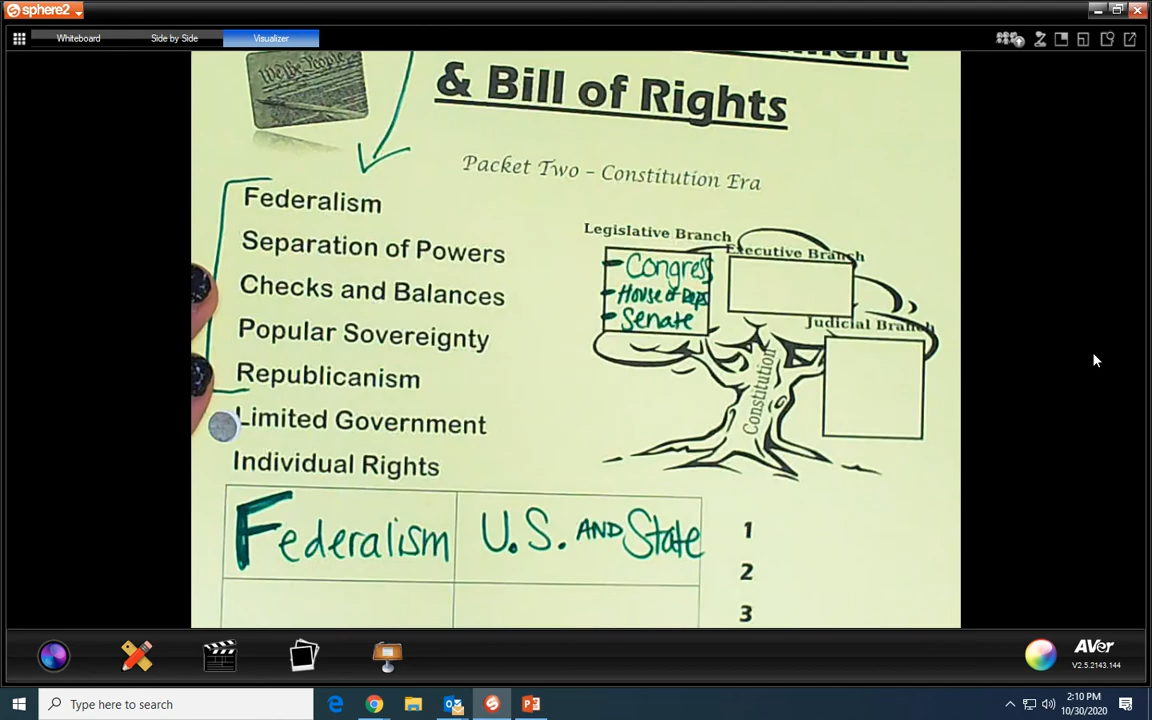 sphere2
Whiteboard
Side by Side
Visualizer
& Bill of Rights
We the People
Packet Two – Constitution Era
Federalism
Separation of Powers
Checks and Balances
Popular Sovereignty
Republicanism
Limited Government
Individual Rights
Legislative Branch
- Congress
- House of Reps
- Senate
Executive Branch
Judicial Branch
Constitution
Federalism
U.S. AND State
1
2
3
AVer
V2.5.2143.144
Type here to search
2:10 PM
10/30/2020